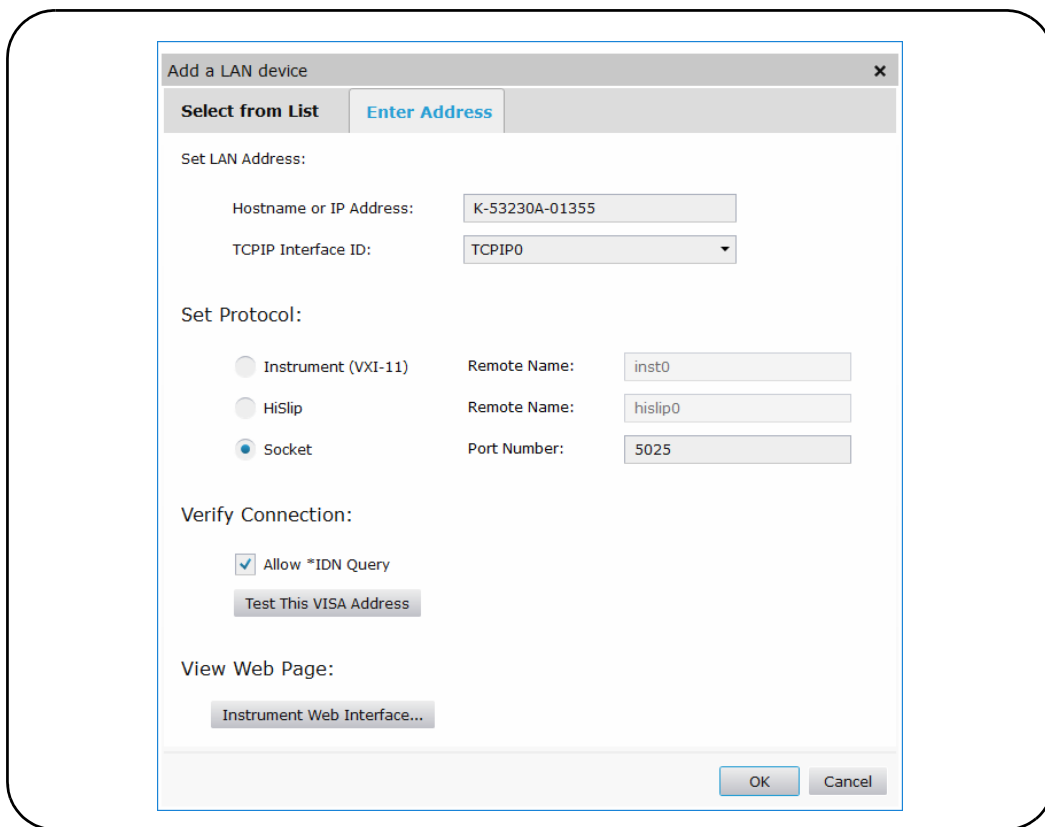 Add a LAN device
Select from List
Enter Address
Set LAN Address:
Hostname or IP Address: K-53230A-01355
TCPIP Interface ID: TCPIP0
Set Protocol:
Instrument (VXI-11) Remote Name: inst0
HiSlip Remote Name: hislip0
Socket Port Number: 5025
Verify Connection:
Allow *IDN Query
Test This VISA Address
View Web Page:
Instrument Web Interface...
OK Cancel